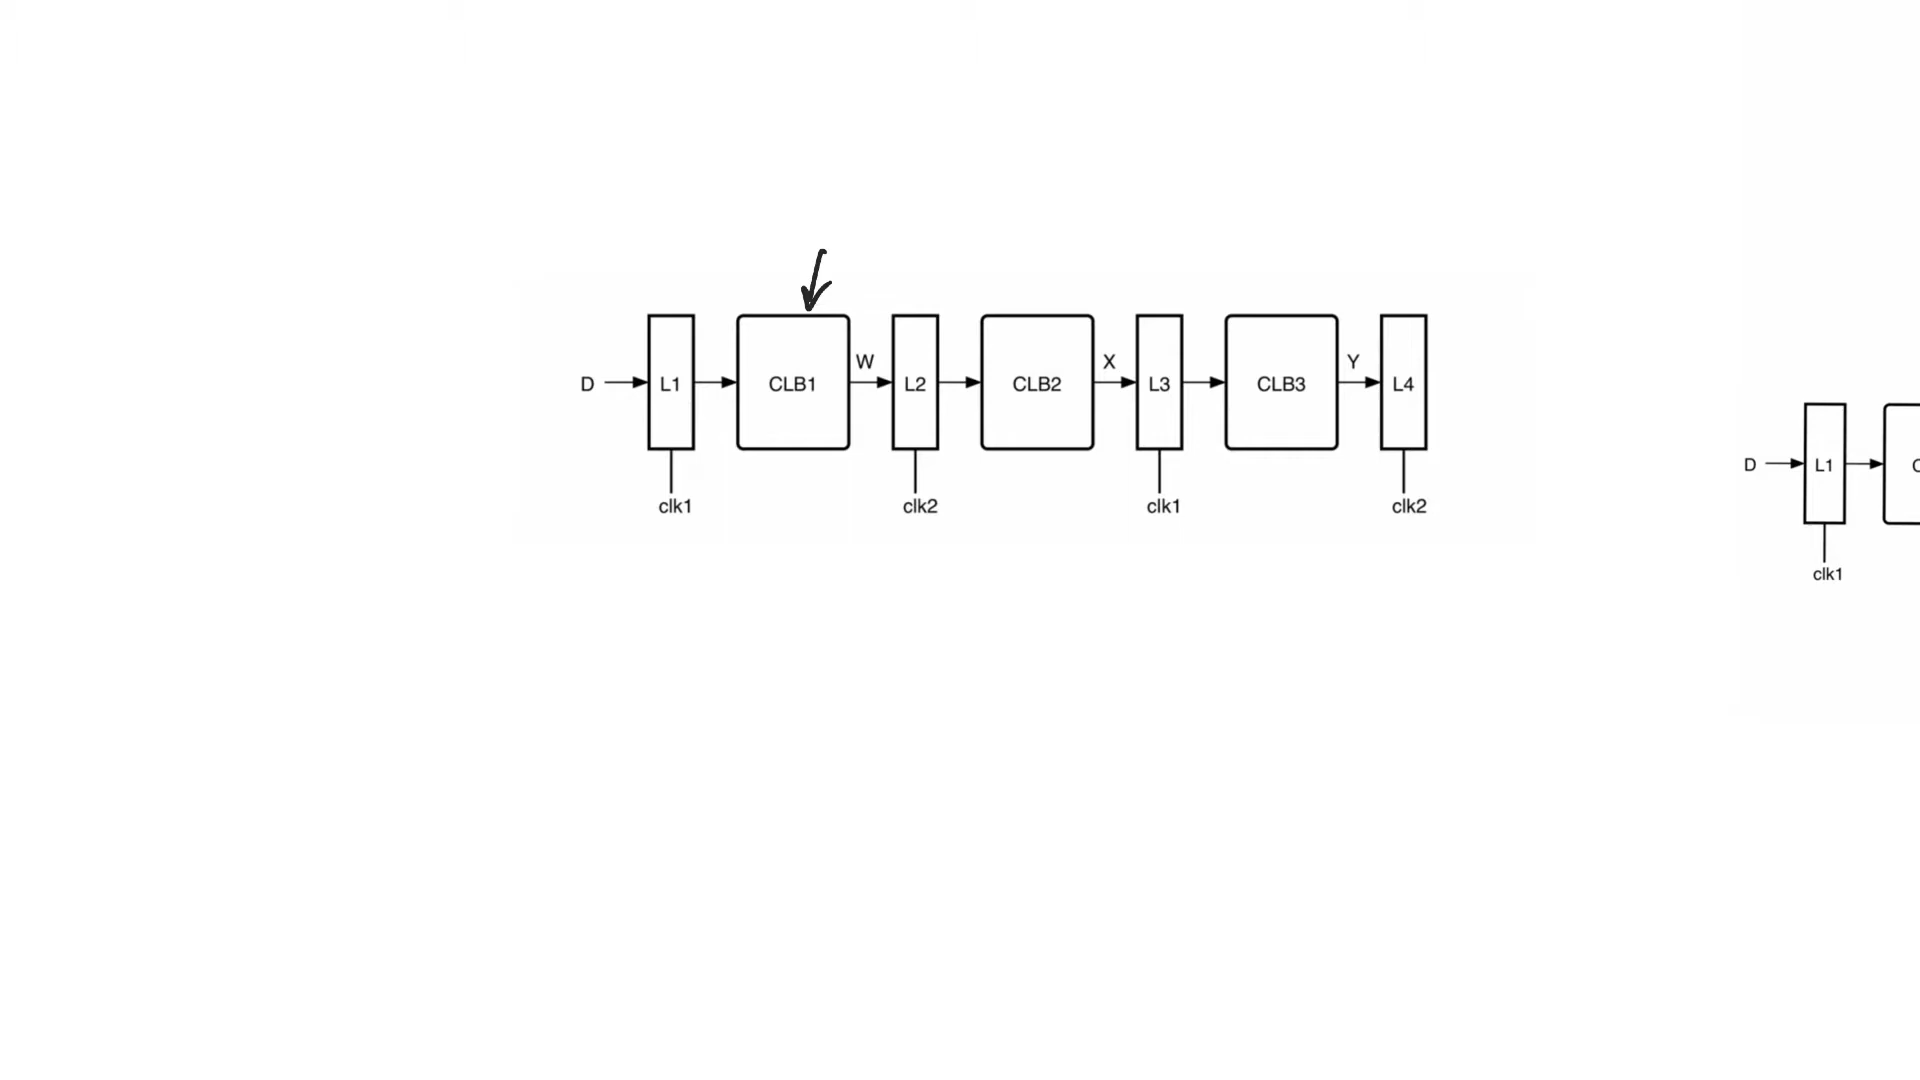 D L1 CLB1 W L2 CLB2 X L3 CLB3 Y L4
clk1 clk2 clk1 clk2
D L1
clk1